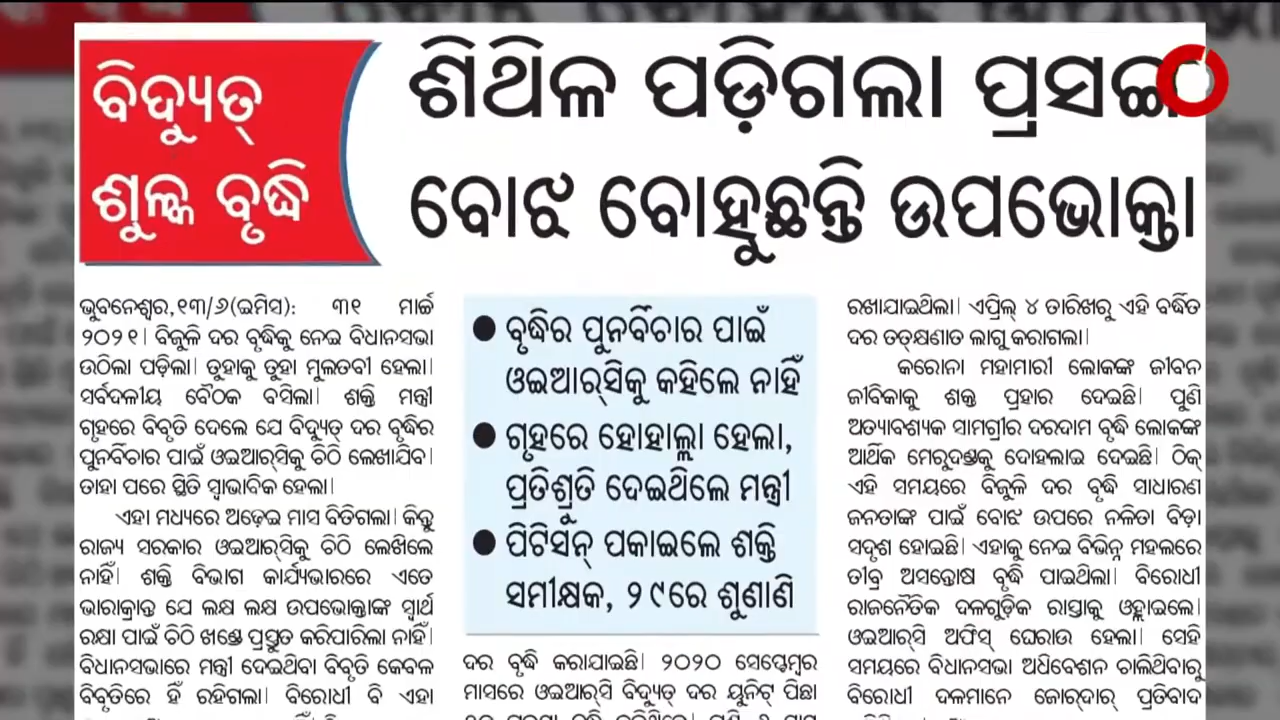 ବିଦ୍ୟୁତ୍
ଶୁଳ୍କ ବୃଦ୍ଧି
ଶିଥିଳ ପଡ଼ିଗଲା ପ୍ରସଙ୍ଗ
ବୋଝ ବୋହୁଛନ୍ତି ଉପଭୋକ୍ତା
ଭୁବନେଶ୍ୱର,୧୩/୬(ଇମିସ): ୩୧ ମାର୍ଚ୍ଚ
୨୦୨୧। ବିଜୁଳି ଦର ବୃଦ୍ଧିକୁ ନେଇ ବିଧାନସଭା
ଉଠିଲା ପଡ଼ିଲା। ତୁହାକୁ ତୁହା ମୁଲତବୀ ହେଲା।
ସର୍ବଦଳୀୟ ବୈଠକ ବସିଲା। ଶକ୍ତି ମନ୍ତ୍ରୀ
ଗୃହରେ ବିବୃତି ଦେଲେ ଯେ ବିଦ୍ୟୁତ୍ ଦର ବୃଦ୍ଧିର
ପୁନର୍ବିଚାର ପାଇଁ ଓଇଆର୍‌ସିକୁ ଚିଠି ଲେଖାଯିବ।
ତାହା ପରେ ସ୍ଥିତି ସ୍ୱାଭାବିକ ହେଲା।
ଏହା ମଧ୍ୟରେ ଅଢ଼େଇ ମାସ ବିତିଗଲା। କିନ୍ତୁ
ରାଜ୍ୟ ସରକାର ଓଇଆର୍‌ସିକୁ ଚିଠି ଲେଖିଲେ
ନାହିଁ। ଶକ୍ତି ବିଭାଗ କାର୍ଯ୍ୟଭାରରେ ଏତେ
ଭାରାକ୍ରାନ୍ତ ଯେ ଲକ୍ଷ ଲକ୍ଷ ଉପଭୋକ୍ତାଙ୍କ ସ୍ୱାର୍ଥ
ରକ୍ଷା ପାଇଁ ଚିଠି ଖଣ୍ଡେ ପ୍ରସ୍ତୁତ କରିପାରିଲା ନାହିଁ।
ବିଧାନସଭାରେ ମନ୍ତ୍ରୀ ଦେଇଥିବା ବିବୃତି କେବଳ
ବିବୃତିରେ ହିଁ ରହିଗଲା। ବିରୋଧୀ ବି ଏହା
● ବୃଦ୍ଧିର ପୁନର୍ବିଚାର ପାଇଁ
ଓଇଆର୍‌ସିକୁ କହିଲେ ନାହିଁ
● ଗୃହରେ ହୋହାଲ୍ଲା ହେଲା,
ପ୍ରତିଶ୍ରୁତି ଦେଇଥିଲେ ମନ୍ତ୍ରୀ
● ପିଟିସନ୍ ପକାଇଲେ ଶକ୍ତି
ସମୀକ୍ଷକ, ୨୯ରେ ଶୁଣାଣି
ଦର ବୃଦ୍ଧି କରାଯାଇଛି। ୨୦୨୦ ସେପ୍ଟେମ୍ବର
ମାସରେ ଓଇଆର୍‌ସି ବିଦ୍ୟୁତ୍ ଦର ୟୁନିଟ୍ ପିଛା
ରଖାଯାଇଥିଲା। ଏପ୍ରିଲ୍ ୪ ତାରିଖରୁ ଏହି ବର୍ଦ୍ଧିତ
ଦର ତତ୍‌କ୍ଷଣାତ ଲାଗୁ କରାଗଲା।
କରୋନା ମହାମାରୀ ଲୋକଙ୍କ ଜୀବନ
ଜୀବିକାକୁ ଶକ୍ତ ପ୍ରହାର ଦେଇଛି। ପୁଣି
ଅତ୍ୟାବଶ୍ୟକ ସାମଗ୍ରୀର ଦରଦାମ ବୃଦ୍ଧି ଲୋକଙ୍କ
ଆର୍ଥିକ ମେରୁଦଣ୍ଡକୁ ଦୋହଲାଇ ଦେଇଛି। ଠିକ୍
ଏହି ସମୟରେ ବିଜୁଳି ଦର ବୃଦ୍ଧି ସାଧାରଣ
ଜନତାଙ୍କ ପାଇଁ ବୋଝ ଉପରେ ନଳିତା ବିଡ଼ା
ସଦୃଶ ହୋଇଛି। ଏହାକୁ ନେଇ ବିଭିନ୍ନ ମହଲରେ
ତୀବ୍ର ଅସନ୍ତୋଷ ବୃଦ୍ଧି ପାଇଥିଲା। ବିରୋଧୀ
ରାଜନୈତିକ ଦଳଗୁଡ଼ିକ ରାସ୍ତାକୁ ଓହ୍ଲାଇଲେ।
ଓଇଆର୍‌ସି ଅଫିସ୍ ଘେରାଉ ହେଲା। ସେହି
ସମୟରେ ବିଧାନସଭା ଅଧିବେଶନ ଚାଲିଥିବାରୁ
ବିରୋଧୀ ଦଳମାନେ ଜୋର୍‌ଦାର୍ ପ୍ରତିବାଦ